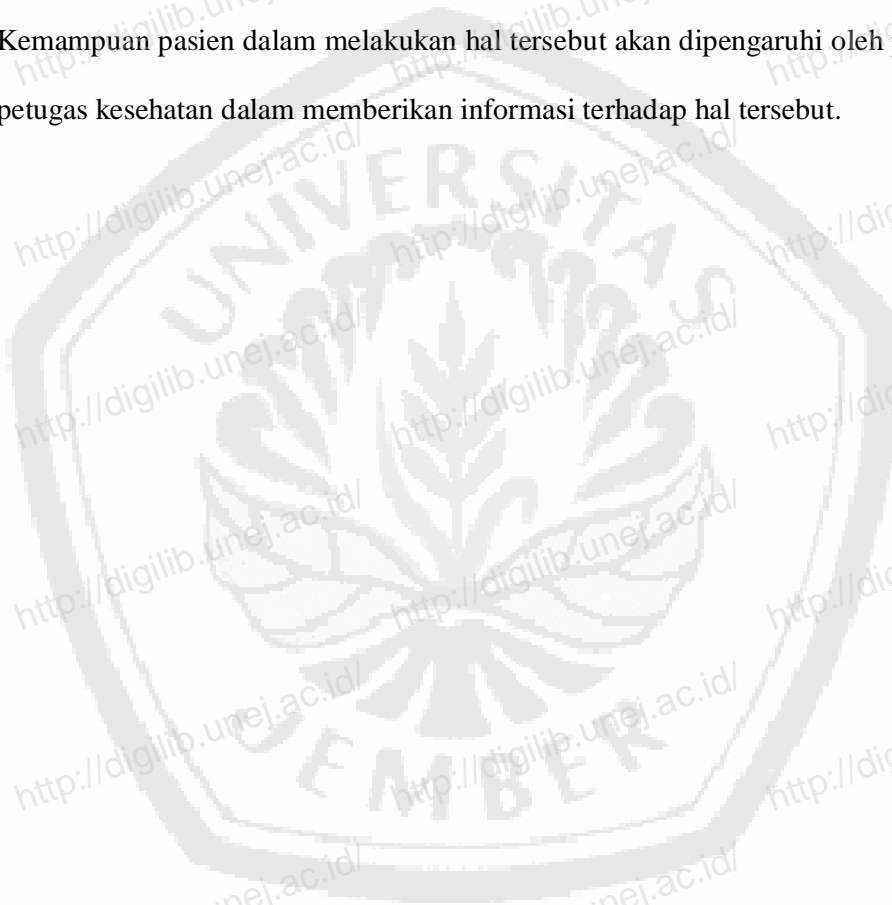 Kemampuan pasien dalam melakukan hal tersebut akan dipengaruhi oleh
petugas kesehatan dalam memberikan informasi terhadap hal tersebut.
UNIVERSITAS
JEMBER
http://digilib.unej.ac.id/
http://digilib.unej.ac.id/
http://digilib.unej.ac.id/
http://digilib.unej.ac.id/
http://digilib.unej.ac.id/
http://digilib.unej.ac.id/
http://digilib.unej.ac.id/
http://digilib.unej.ac.id/